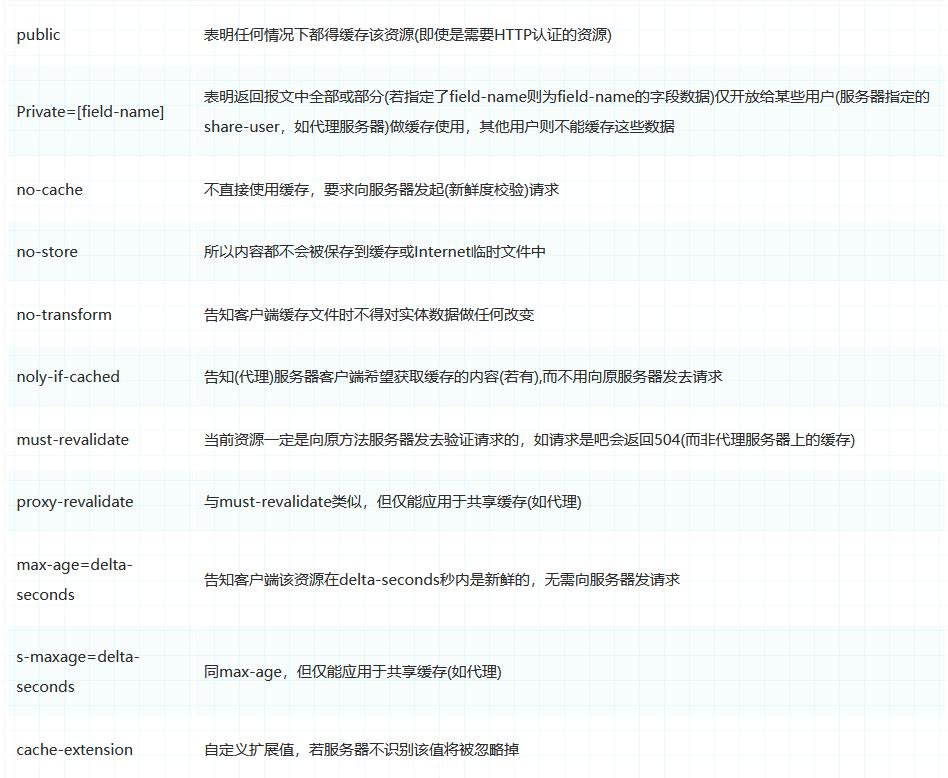 public
表明任何情况下都得缓存该资源(即使是需要HTTP认证的资源)
Private=[field-name]
表明返回报文中全部或部分(若指定了field-name则为field-name的字段数据)仅开放给某些用户(服务器指定的
share-user，如代理服务器)做缓存使用，其他用户则不能缓存这些数据
no-cache
不直接使用缓存，要求向服务器发起(新鲜度校验)请求
no-store
所以内容都不会被保存到缓存或Internet临时文件中
no-transform
告知客户端缓存文件时不得对实体数据做任何改变
noly-if-cached
告知(代理)服务器客户端希望获取缓存的内容(若有),而不用向原服务器发去请求
must-revalidate
当前资源一定是向原方法服务器发去验证请求的，如请求是吧会返回504(而非代理服务器上的缓存)
proxy-revalidate
与must-revalidate类似，但仅能应用于共享缓存(如代理)
max-age=delta-
seconds
告知客户端该资源在delta-seconds秒内是新鲜的，无需向服务器发请求
s-maxage=delta-
seconds
同max-age，但仅能应用于共享缓存(如代理)
cache-extension
自定义扩展值，若服务器不识别该值将被忽略掉